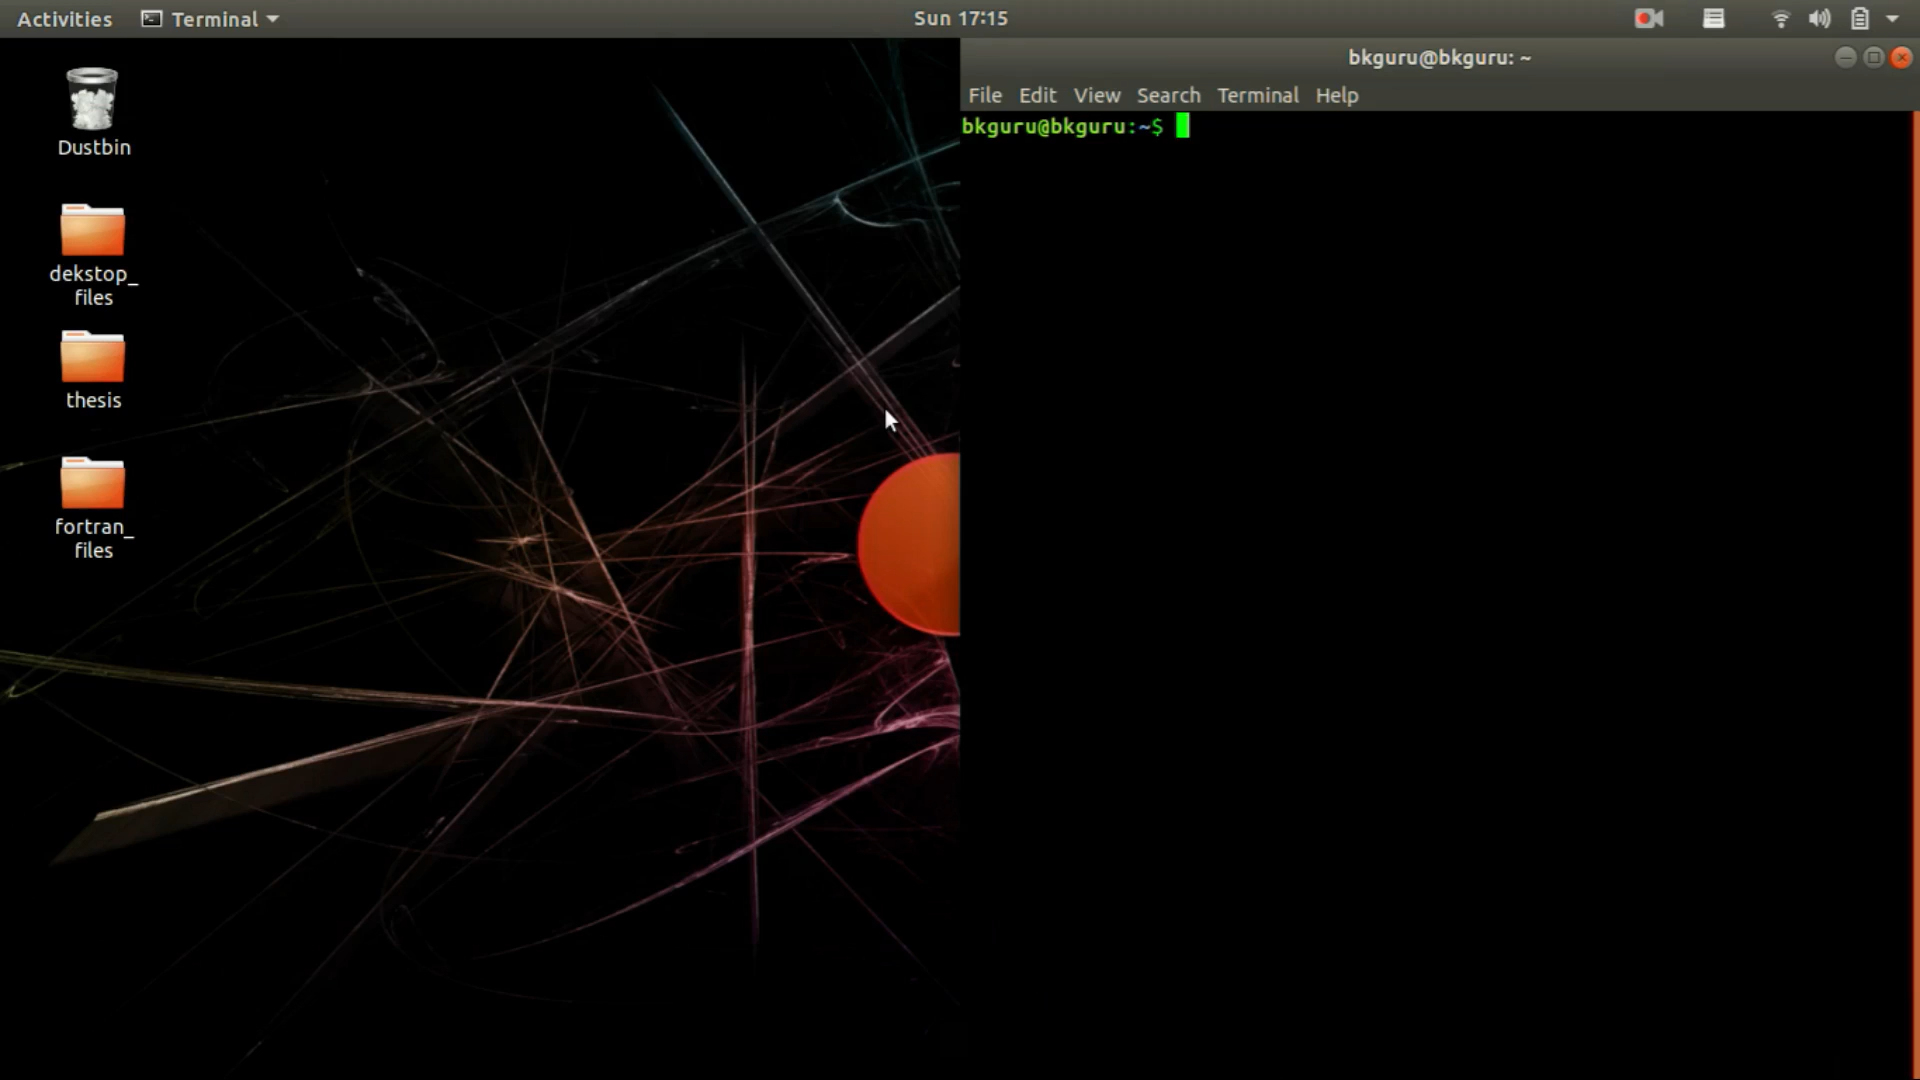 Activities Terminal Sun 17:15
bkguru@bkguru: ~
File Edit View Search Terminal Help
bkguru@bkguru:~$
Dustbin
dekstop_
files
thesis
fortran_
files